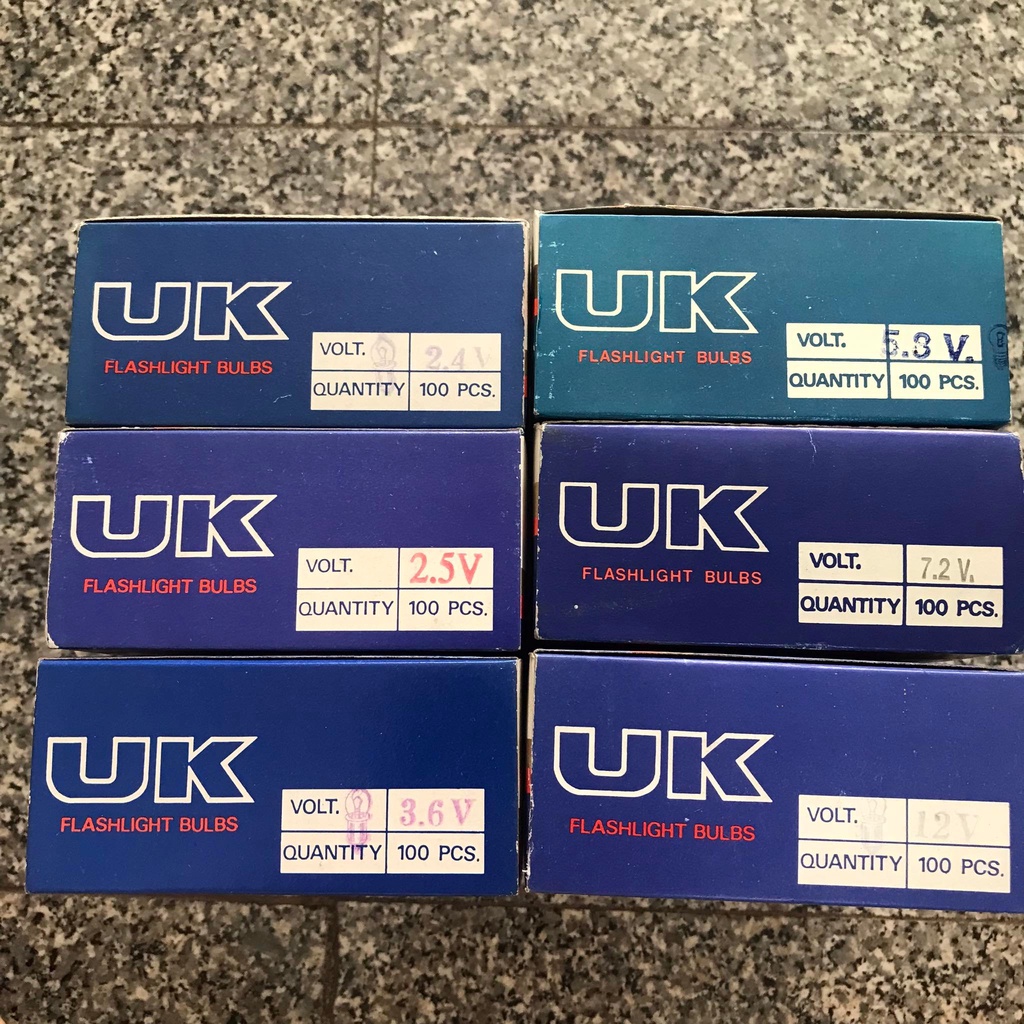 UK
FLASHLIGHT BULBS
VOLT. 2.4 V
QUANTITY 100 PCS.
UK
FLASHLIGHT BULBS
VOLT. 5.8 V.
QUANTITY 100 PCS.
UK
FLASHLIGHT BULBS
VOLT. 2.5V
QUANTITY 100 PCS.
UK
FLASHLIGHT BULBS
VOLT. 7.2 V.
QUANTITY 100 PCS.
UK
FLASHLIGHT BULBS
VOLT. 3.6 V
QUANTITY 100 PCS.
UK
FLASHLIGHT BULBS
VOLT. 12V
QUANTITY 100 PCS.